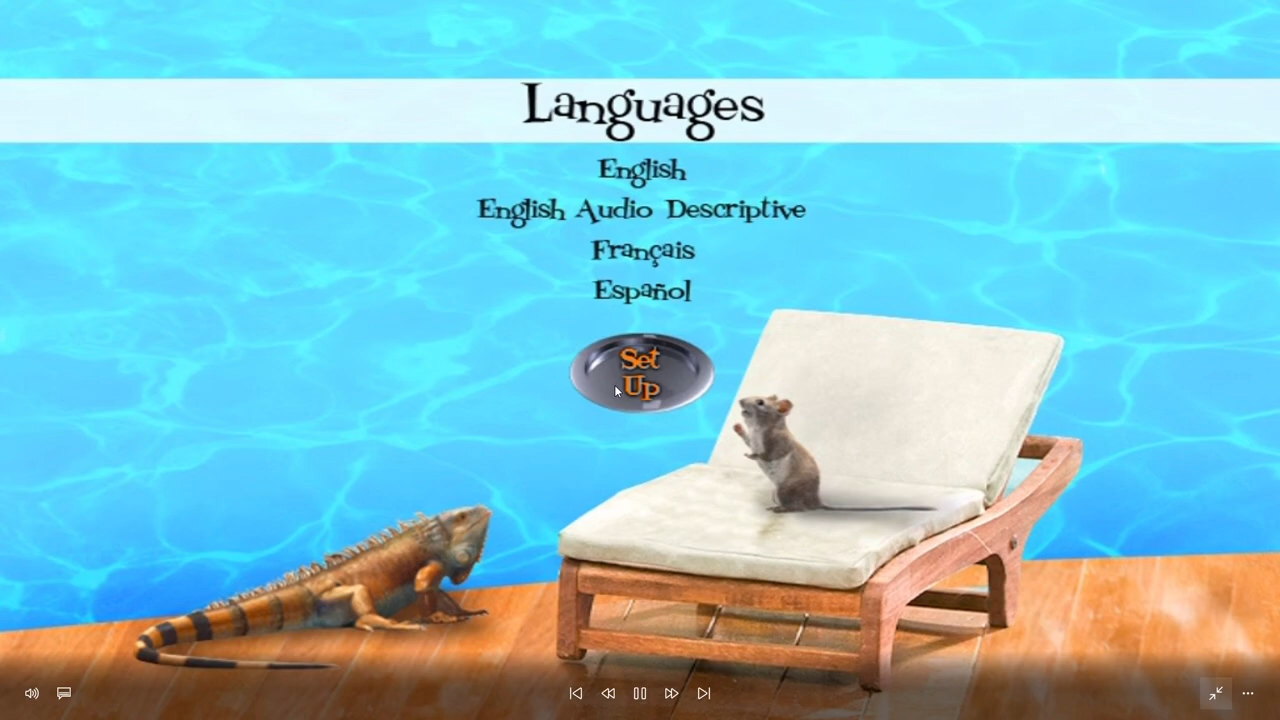 Languages
English
English Audio Descriptive
Français
Español
Set
Up